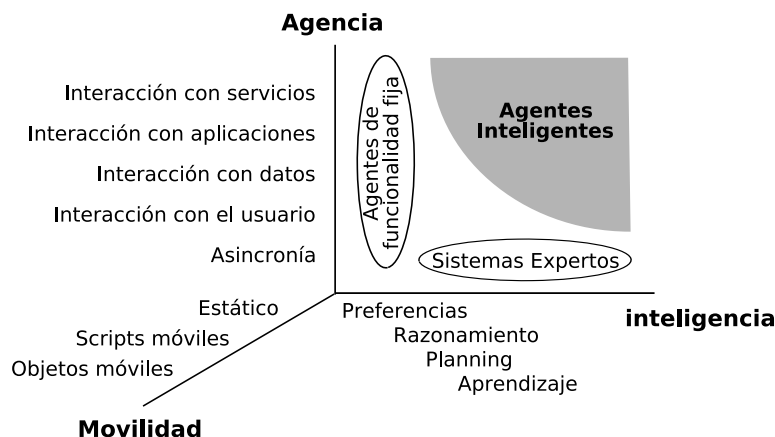 Agencia
Interacción con servicios
Interacción con aplicaciones
Interacción con datos
Interacción con el usuario
Asincronía
Agentes de
funcionalidad fija
Agentes
Inteligentes
Sistemas Expertos
Estático
Scripts móviles
Objetos móviles
Movilidad
Preferencias
Razonamiento
Planning
Aprendizaje
inteligencia